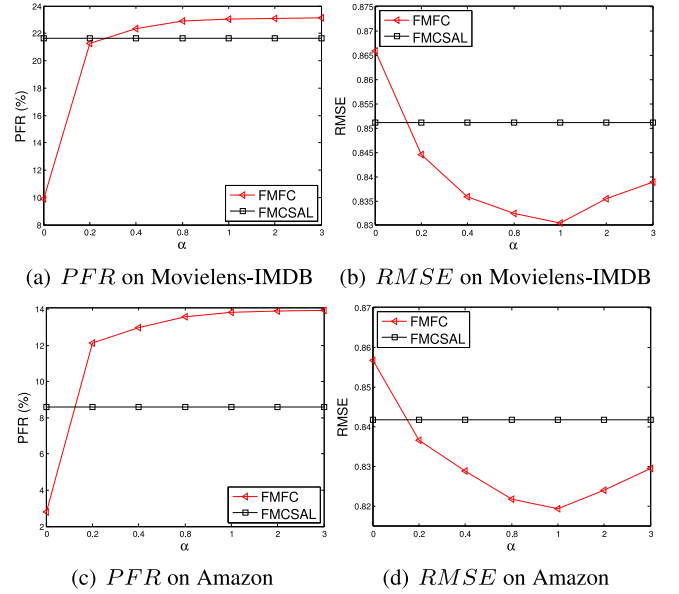 24
22
20
18
16
14
12
10
8
PFR (%)
0 0.2 0.4 0.8 1 2 3
α
FMFC
FMCSAL
0.875
0.87
0.865
0.86
0.855
0.85
0.845
0.84
0.835
0.83
RMSE
0 0.2 0.4 0.8 1 2 3
α
FMFC
FMCSAL
(a) PFR on Movielens-IMDB
(b) RMSE on Movielens-IMDB
14
12
10
8
6
4
2
PFR (%)
0 0.2 0.4 0.8 1 2 3
α
FMFC
FMCSAL
0.87
0.86
0.85
0.84
0.83
0.82
RMSE
0 0.2 0.4 0.8 1 2 3
α
FMFC
FMCSAL
(c) PFR on Amazon
(d) RMSE on Amazon